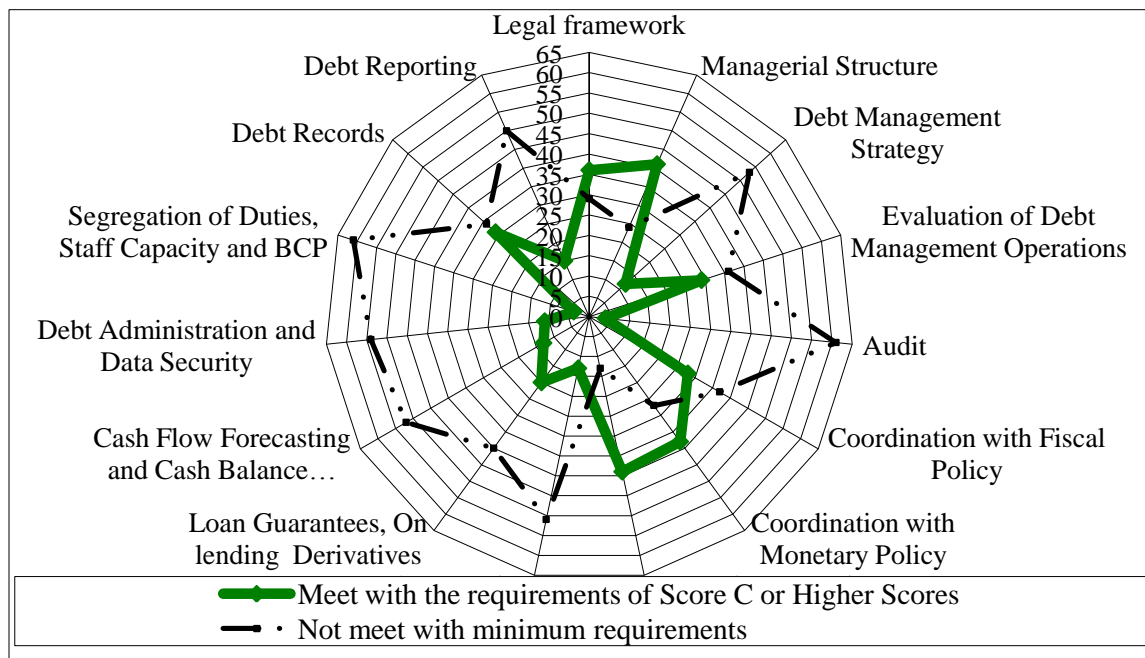 Legal framework
65
60
55
50
45
40
35
30
25
20
15
10
5
0
Managerial Structure
Debt Management
Strategy
Evaluation of Debt
Management Operations
Audit
Coordination with Fiscal
Policy
Coordination with
Monetary Policy
Loan Guarantees, On
lending Derivatives
Cash Flow Forecasting
and Cash Balance…
Debt Administration and
Data Security
Segregation of Duties,
Staff Capacity and BCP
Debt Records
Debt Reporting
Meet with the requirements of Score C or Higher Scores
Not meet with minimum requirements